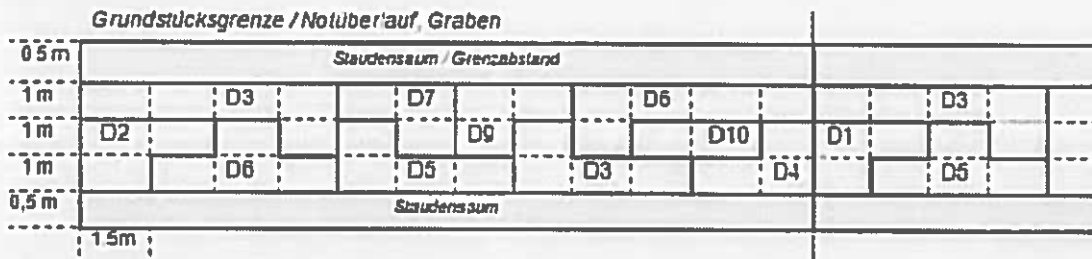 Grundstücksgrenze / Notüberlauf, Graben
0 5 m Staudensaum / Grenzabstand
1 m D3 D7 D6 D3
1 m D2 D9 D10 D1
1 m D6 D5 D3 D4 D5
0,5 m Staudensaum
1.5m